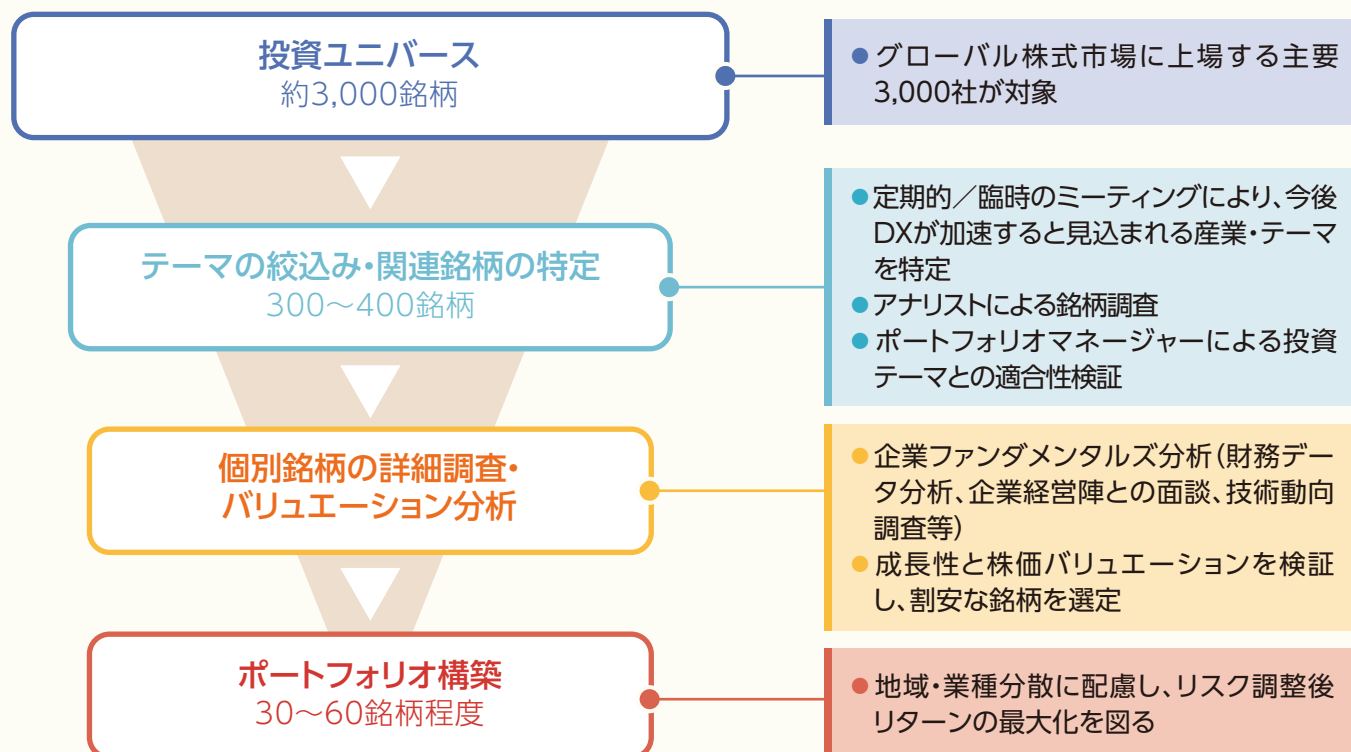 投資ユニバース
約3,000銘柄
●グローバル株式市場に上場する主要
3,000社が対象
テーマの絞込み・関連銘柄の特定
300～400銘柄
●定期的／臨時のミーティングにより、今後
DXが加速すると見込まれる産業・テーマ
を特定
●アナリストによる銘柄調査
●ポートフォリオマネージャーによる投資
テーマとの適合性検証
個別銘柄の詳細調査・
バリュエーション分析
●企業ファンダメンタルズ分析（財務デー
タ分析、企業経営陣との面談、技術動向
調査等）
●成長性と株価バリュエーションを検証
し、割安な銘柄を選定
ポートフォリオ構築
30～60銘柄程度
●地域・業種分散に配慮し、リスク調整後
リターンの最大化を図る